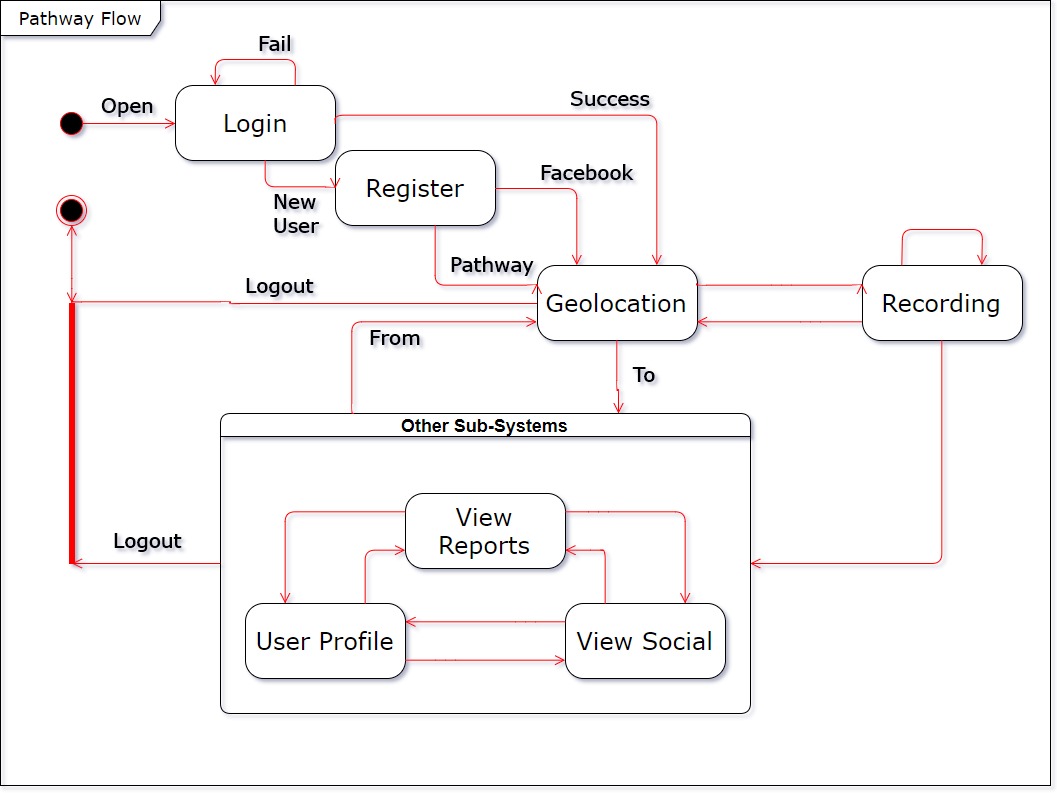 Pathway Flow
Fail
Open
Login
Success
Register
Facebook
New
User
Pathway
Logout
Geolocation
Recording
From
To
Other Sub-Systems
View
Reports
Logout
User Profile
View Social